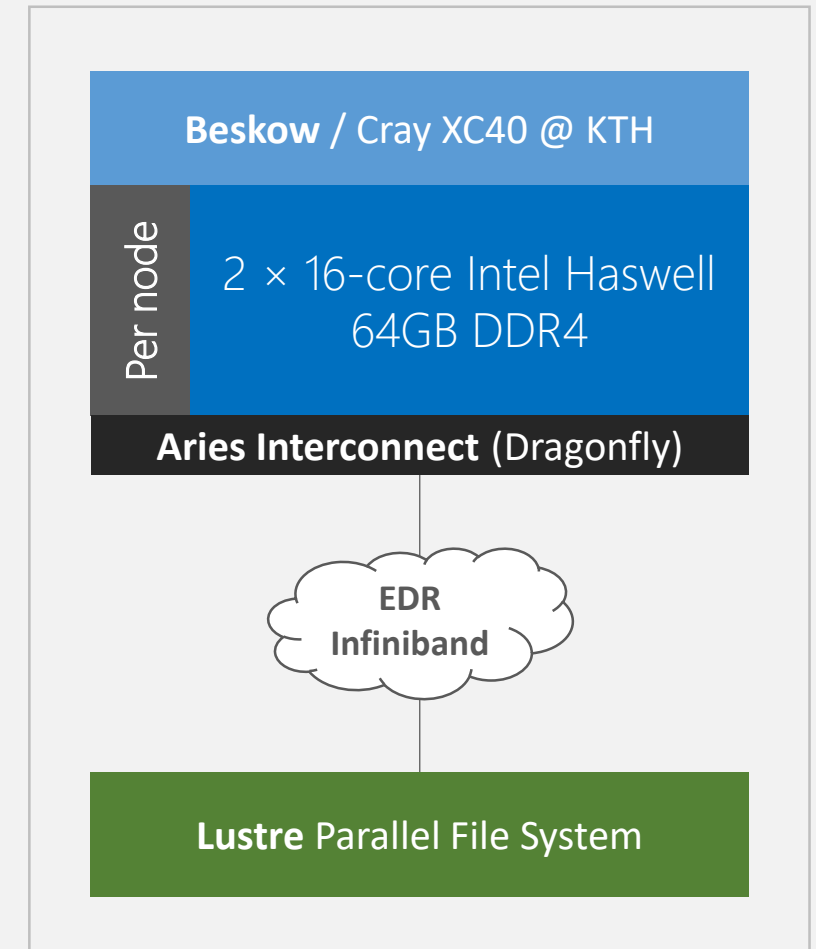 Beskow / Cray XC40 @ KTH
Per node
2 × 16-core Intel Haswell
64GB DDR4
Aries Interconnect (Dragonfly)
EDR
Infiniband
Lustre Parallel File System